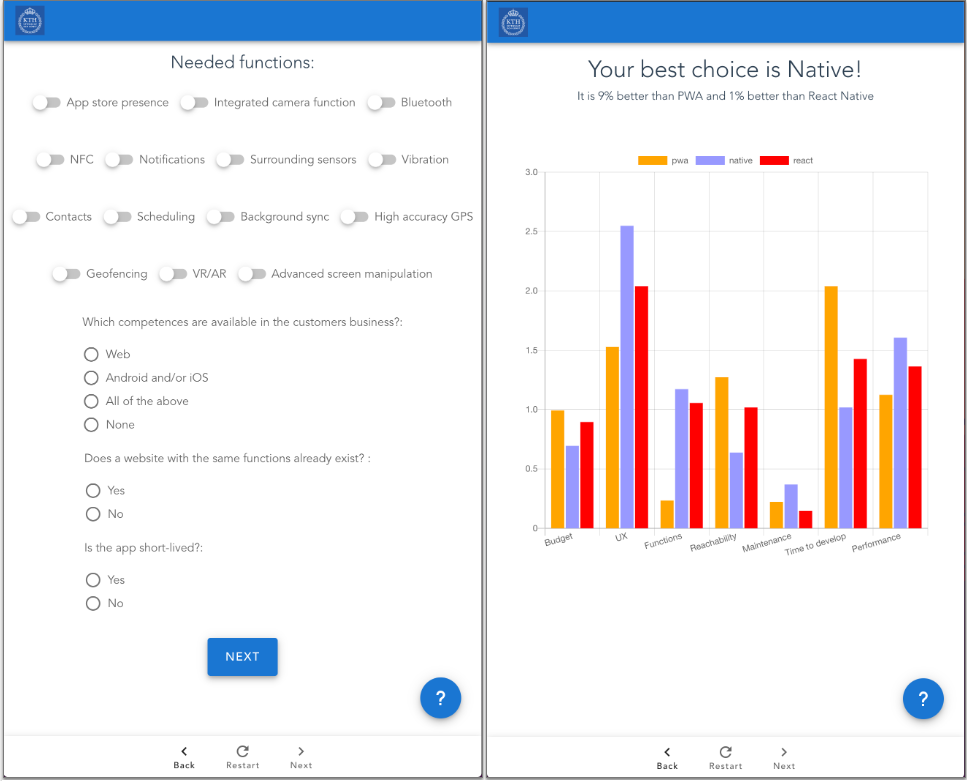 KTH
Needed functions:
App store presence Integrated camera function Bluetooth
NFC Notifications Surrounding sensors Vibration
Contacts Scheduling Background sync High accuracy GPS
Geofencing VR/AR Advanced screen manipulation
Which competences are available in the customers business?:
Web
Android and/or iOS
All of the above
None
Does a website with the same functions already exist? :
Yes
No
Is the app short-lived?:
Yes
No
NEXT
?
Back Restart Next
KTH
Your best choice is Native!
It is 9% better than PWA and 1% better than React Native
pwa native react
3.0
2.5
2.0
1.5
1.0
0.5
0
Budget UX Functions Reachability Maintenance Time to develop Performance
?
Back Restart Next